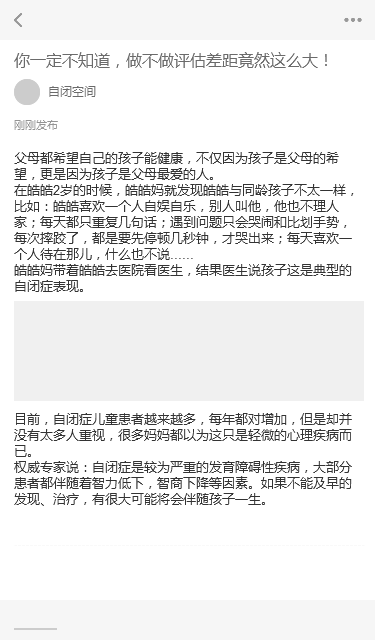 你一定不知道，做不做评估差距竟然这么大！
自闭空间
刚刚发布
父母都希望自己的孩子能健康，不仅因为孩子是父母的希
望，更是因为孩子是父母最爱的人。
在皓皓2岁的时候，皓皓妈就发现皓皓与同龄孩子不太一样，
比如：皓皓喜欢一个人自娱自乐，别人叫他，他也不理人
家；每天都只重复几句话；遇到问题只会哭闹和比划手势，
每次摔跤了，都是要先停顿几秒钟，才哭出来；每天喜欢一
个人待在那儿，什么也不说......
皓皓妈带着皓皓去医院看医生，结果医生说孩子这是典型的
自闭症表现。
目前，自闭症儿童患者越来越多，每年都对增加，但是却并
没有太多人重视，很多妈妈都以为这只是轻微的心理疾病而
已。
权威专家说：自闭症是较为严重的发育障碍性疾病，大部分
患者都伴随着智力低下，智商下降等因素。如果不能及早的
发现、治疗，有很大可能将会伴随孩子一生。